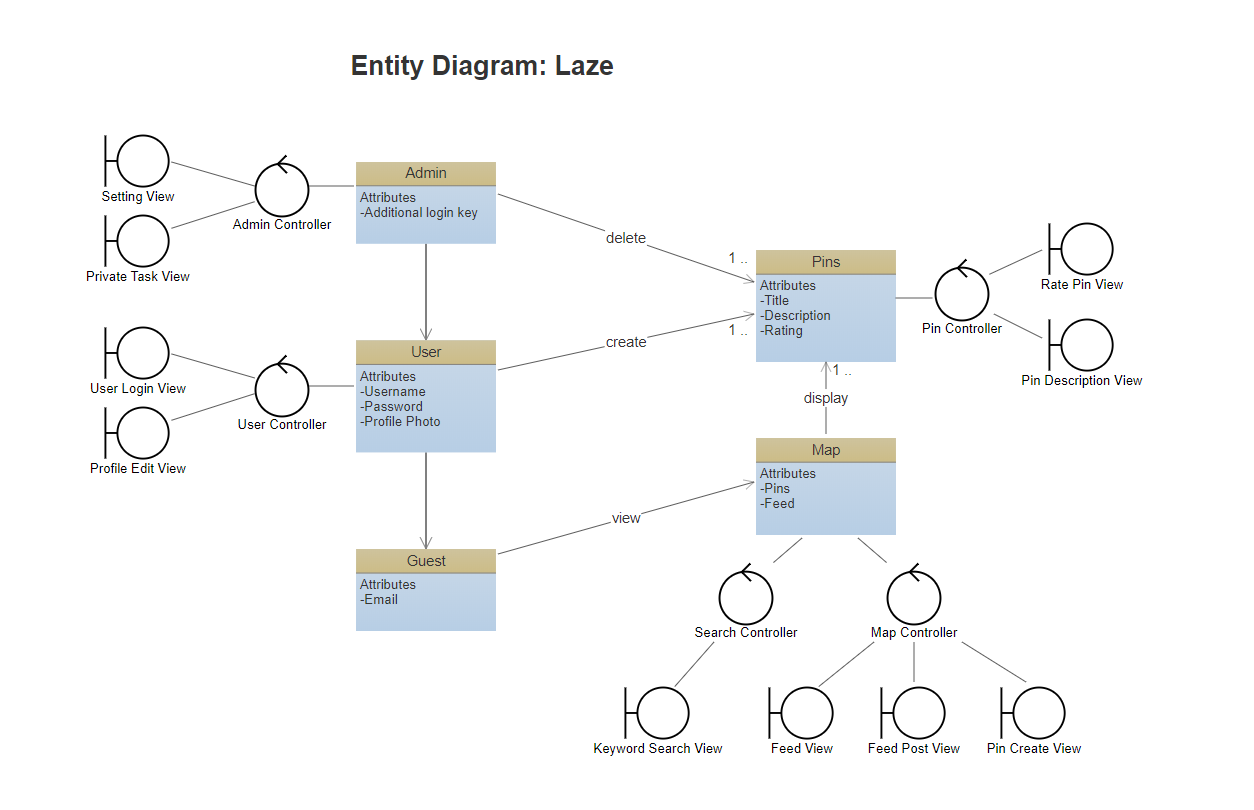 Entity Diagram: Laze
Setting View
Private Task View
Admin Controller
Admin
Attributes
-Additional login key
delete
1 ..
Pins
Attributes
-Title
-Description
-Rating
Pin Controller
Rate Pin View
Pin Description View
User Login View
Profile Edit View
User Controller
User
Attributes
-Username
-Password
-Profile Photo
create
1 ..
1 ..
display
Map
Attributes
-Pins
-Feed
view
Guest
Attributes
-Email
Search Controller
Map Controller
Keyword Search View
Feed View
Feed Post View
Pin Create View